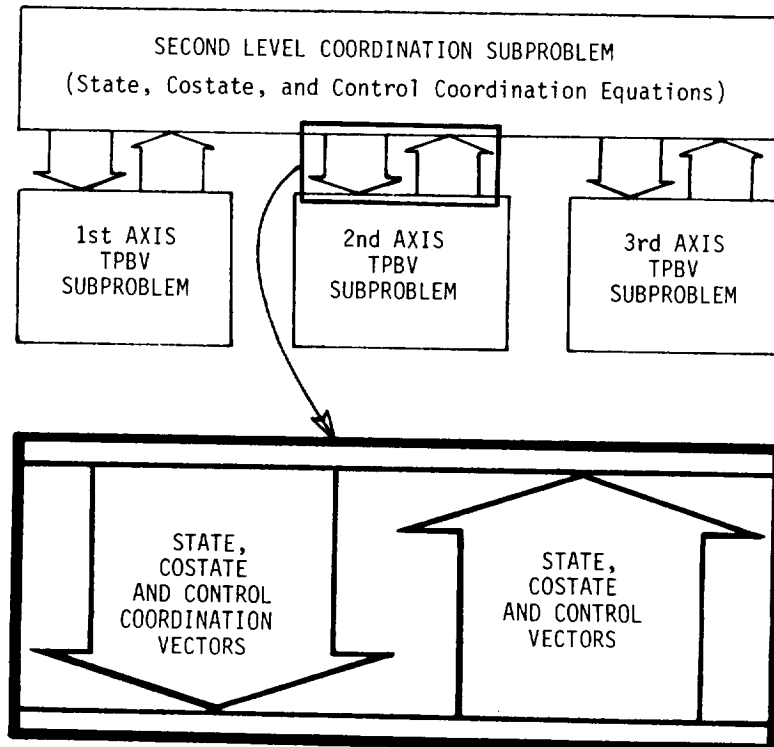 SECOND LEVEL COORDINATION SUBPROBLEM
(State, Costate, and Control Coordination Equations)
1st AXIS
TPBV
SUBPROBLEM
2nd AXIS
TPBV
SUBPROBLEM
3rd AXIS
TPBV
SUBPROBLEM
STATE,
COSTATE
AND CONTROL
COORDINATION
VECTORS
STATE,
COSTATE
AND CONTROL
VECTORS